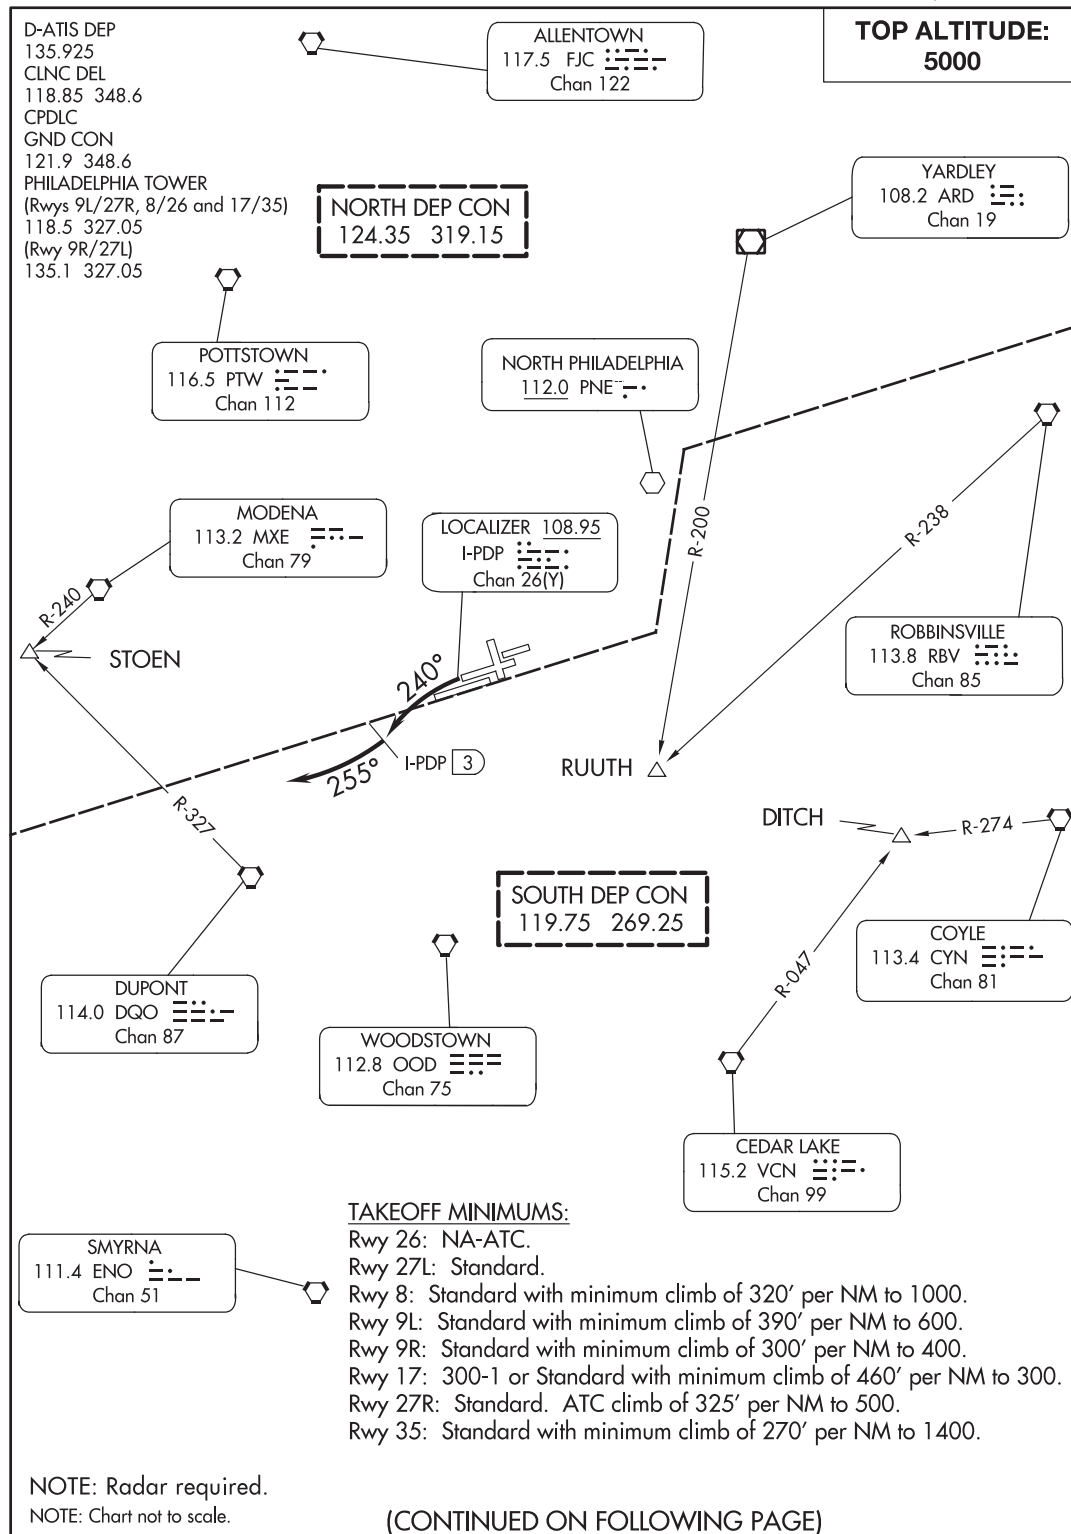 D-ATIS DEP
135.925
CLNC DEL
118.85 348.6
CPDLC
GND CON
121.9 348.6
PHILADELPHIA TOWER
(Rwys 9L/27R, 8/26 and 17/35)
118.5 327.05
(Rwy 9R/27L)
135.1 327.05
ALLENTOWN
117.5 FJC
Chan 122
TOP ALTITUDE:
5000
NORTH DEP CON
124.35 319.15
YARDLEY
108.2 ARD
Chan 19
POTTSTOWN
116.5 PTW
Chan 112
NORTH PHILADELPHIA
112.0 PNE
MODENA
113.2 MXE
Chan 79
LOCALIZER 108.95
I-PDP
Chan 26(Y)
R-200
R-238
R-240
STOEN
ROBBINSVILLE
113.8 RBV
Chan 85
240°
255°
I-PDP 3
RUUTH
R-327
DITCH
R-274
SOUTH DEP CON
119.75 269.25
COYLE
113.4 CYN
Chan 81
R-047
DUPONT
114.0 DQO
Chan 87
WOODSTOWN
112.8 OOD
Chan 75
CEDAR LAKE
115.2 VCN
Chan 99
SMYRNA
111.4 ENO
Chan 51
TAKEOFF MINIMUMS:
Rwy 26: NA-ATC.
Rwy 27L: Standard.
Rwy 8: Standard with minimum climb of 320' per NM to 1000.
Rwy 9L: Standard with minimum climb of 390' per NM to 600.
Rwy 9R: Standard with minimum climb of 300' per NM to 400.
Rwy 17: 300-1 or Standard with minimum climb of 460' per NM to 300.
Rwy 27R: Standard. ATC climb of 325' per NM to 500.
Rwy 35: Standard with minimum climb of 270' per NM to 1400.
NOTE: Radar required.
NOTE: Chart not to scale.
(CONTINUED ON FOLLOWING PAGE)